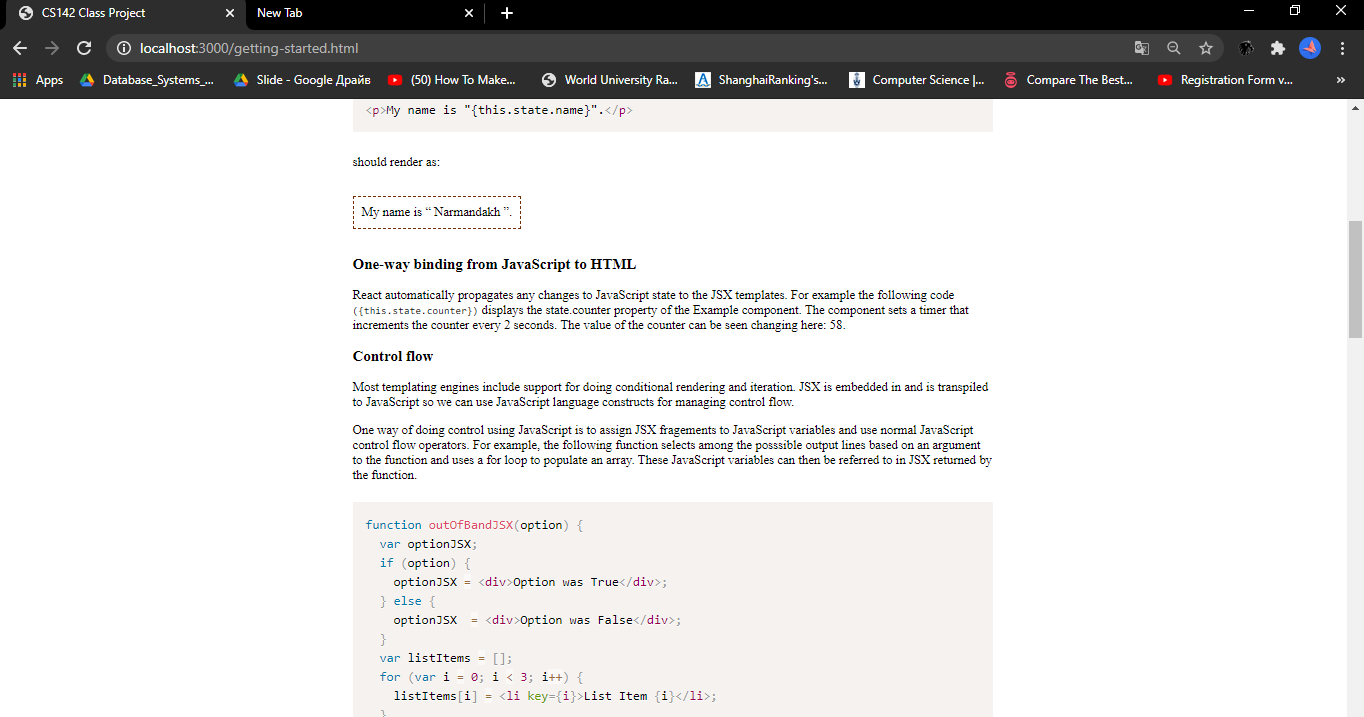 CS142 Class Project
New Tab
localhost:3000/getting-started.html
Apps
Database_Systems_...
Slide - Google Драйв
(50) How To Make...
World University Ra...
ShanghaiRanking's...
Computer Science |...
Compare The Best...
Registration Form v...
»
<p>My name is "{this.state.name}".</p>
should render as:
My name is “ Narmandakh ”.
One-way binding from JavaScript to HTML
React automatically propagates any changes to JavaScript state to the JSX templates. For example the following code
({this.state.counter}) displays the state.counter property of the Example component. The component sets a timer that
increments the counter every 2 seconds. The value of the counter can be seen changing here: 58.
Control flow
Most templating engines include support for doing conditional rendering and iteration. JSX is embedded in and is transpiled
to JavaScript so we can use JavaScript language constructs for managing control flow.
One way of doing control using JavaScript is to assign JSX fragements to JavaScript variables and use normal JavaScript
control flow operators. For example, the following function selects among the posssible output lines based on an argument
to the function and uses a for loop to populate an array. These JavaScript variables can then be referred to in JSX returned by
the function.
function outOfBandJSX(option) {
var optionJSX;
if (option) {
optionJSX = <div>Option was True</div>;
} else {
optionJSX  = <div>Option was False</div>;
}
var listItems = [];
for (var i = 0; i < 3; i++) {
listItems[i] = <li key={i}>List Item {i}</li>;
}